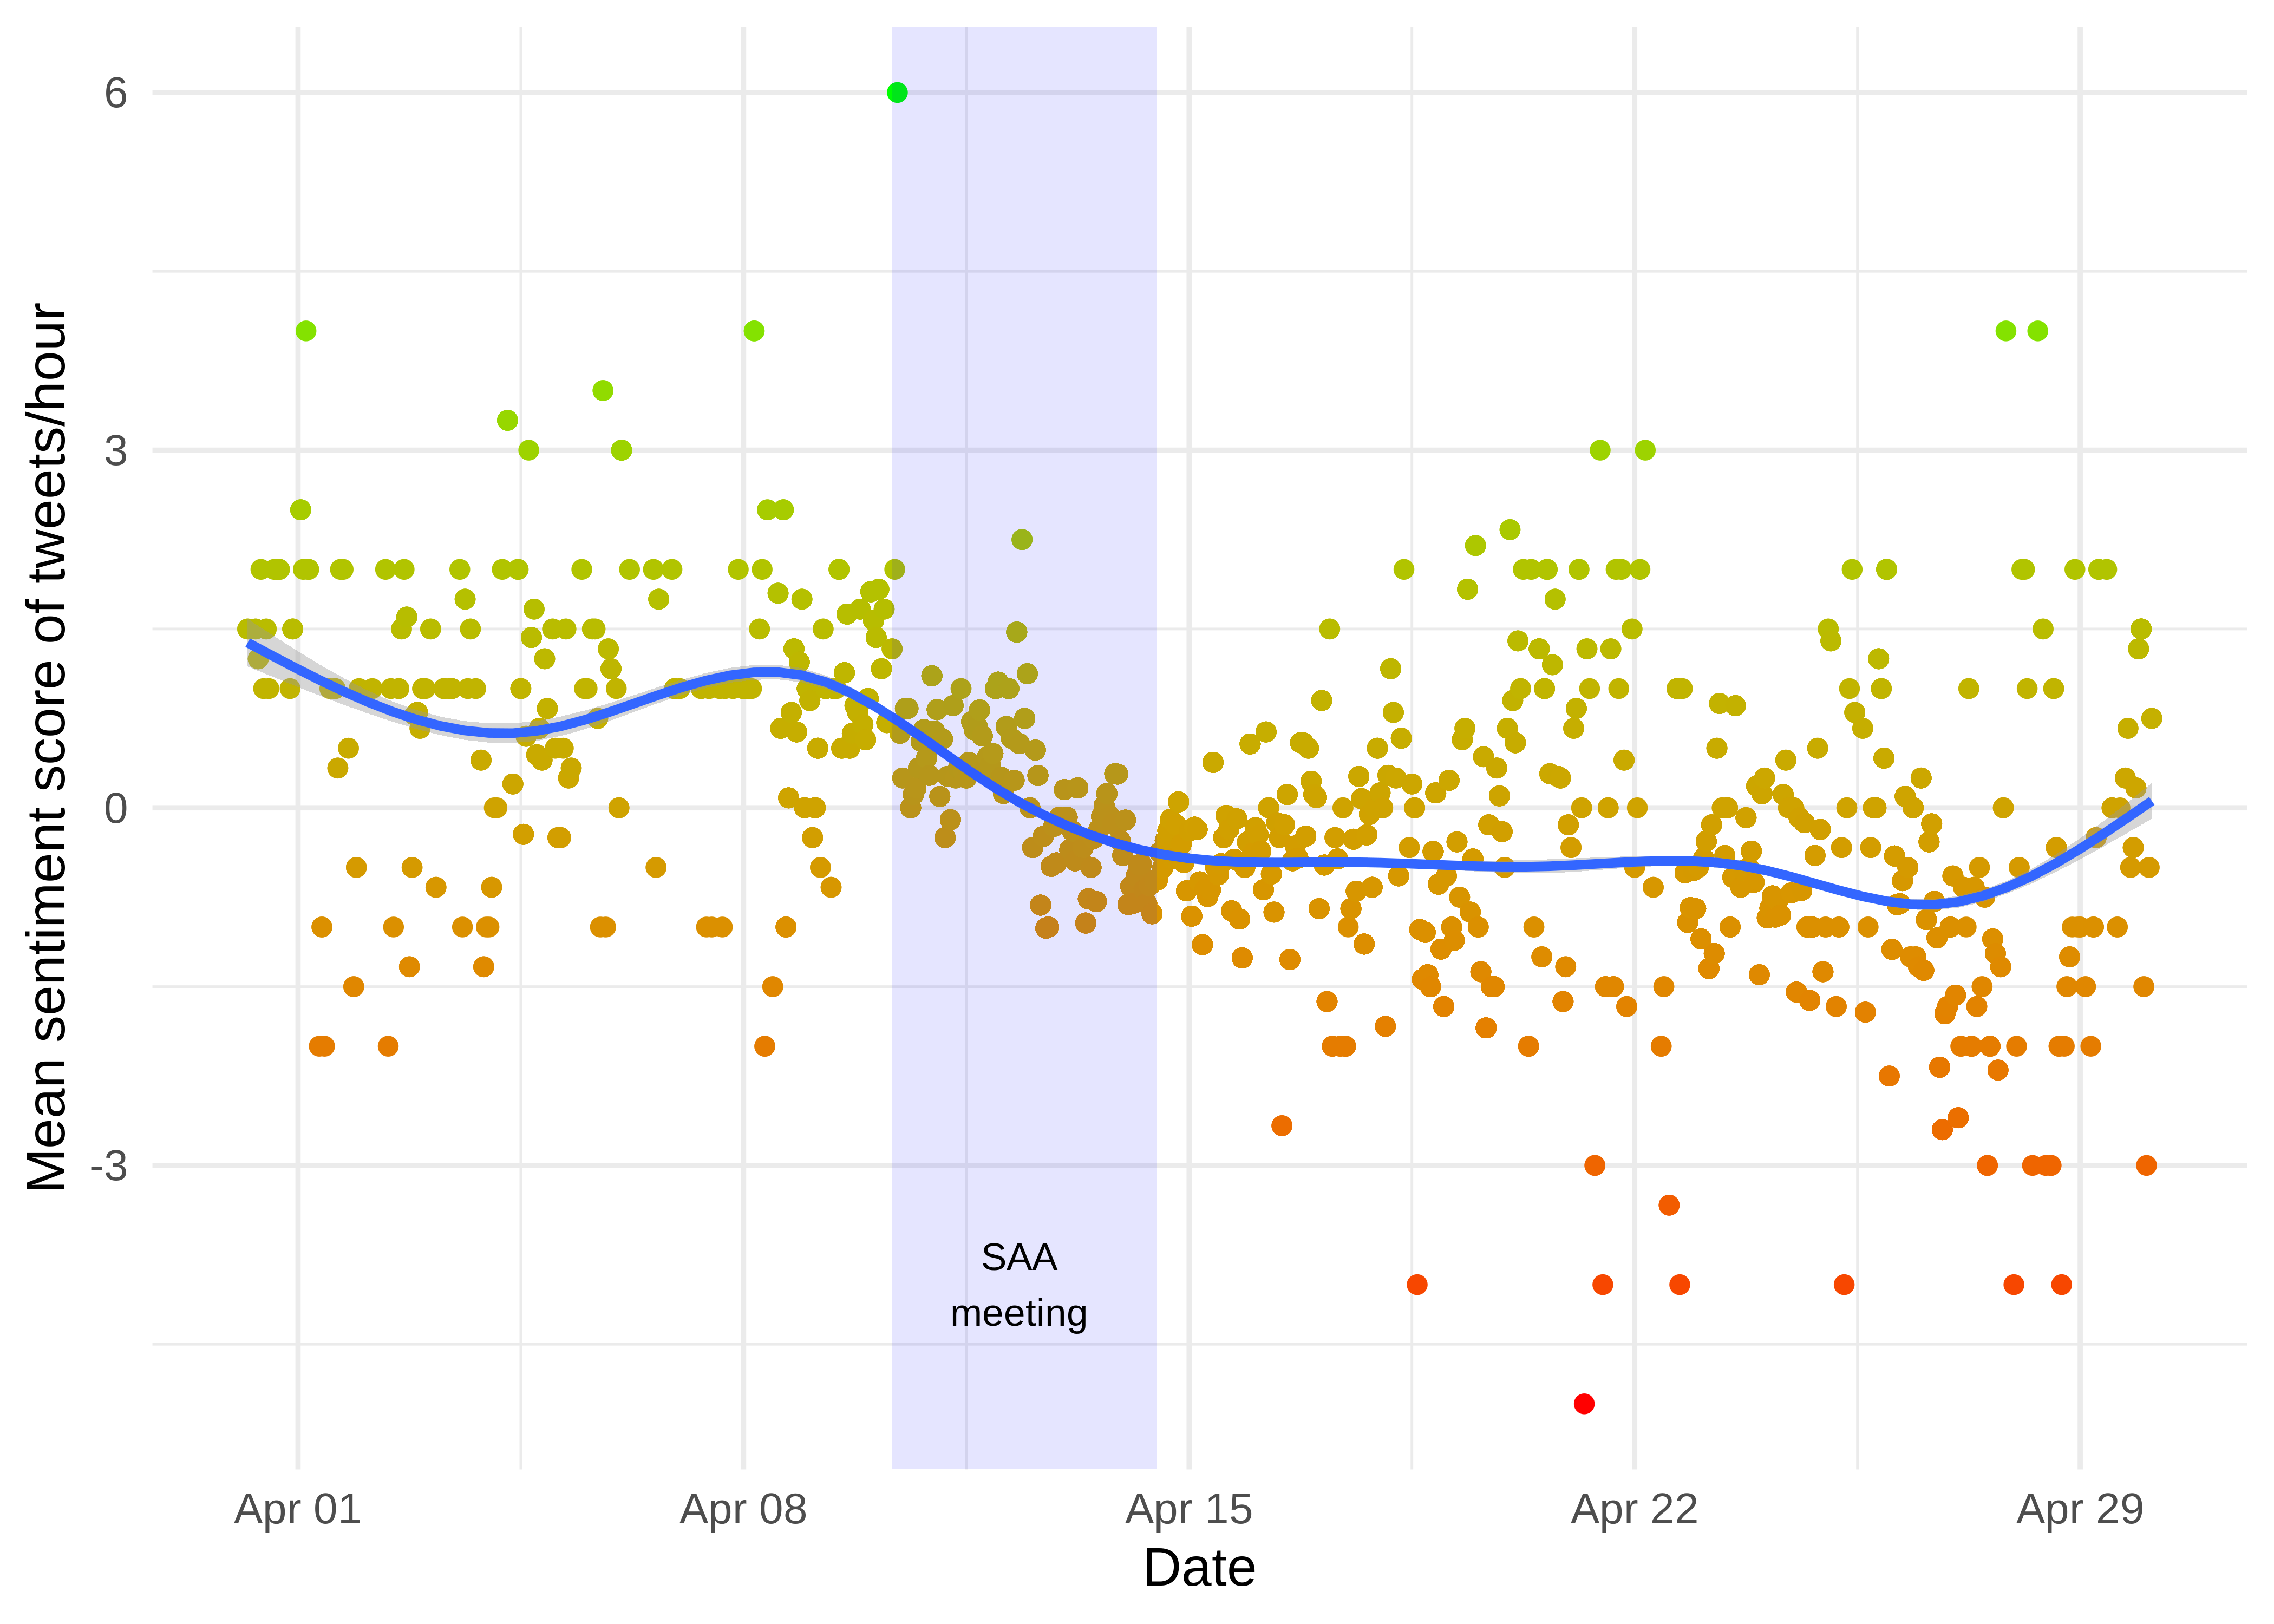 Mean sentiment score of tweets/hour
6
3
0
-3
SAA
meeting
Apr 01
Apr 08
Apr 15
Apr 22
Apr 29
Date